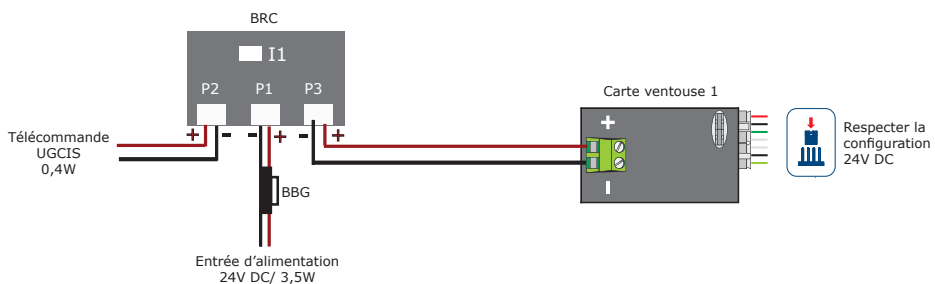 BRC
I1
P2 P1 P3
+ - - + - +
Télécommande
UGCIS
0,4W
BBG
Entrée d'alimentation
24V DC/ 3,5W
Carte ventouse 1
+
-
Respecter la
configuration
24V DC